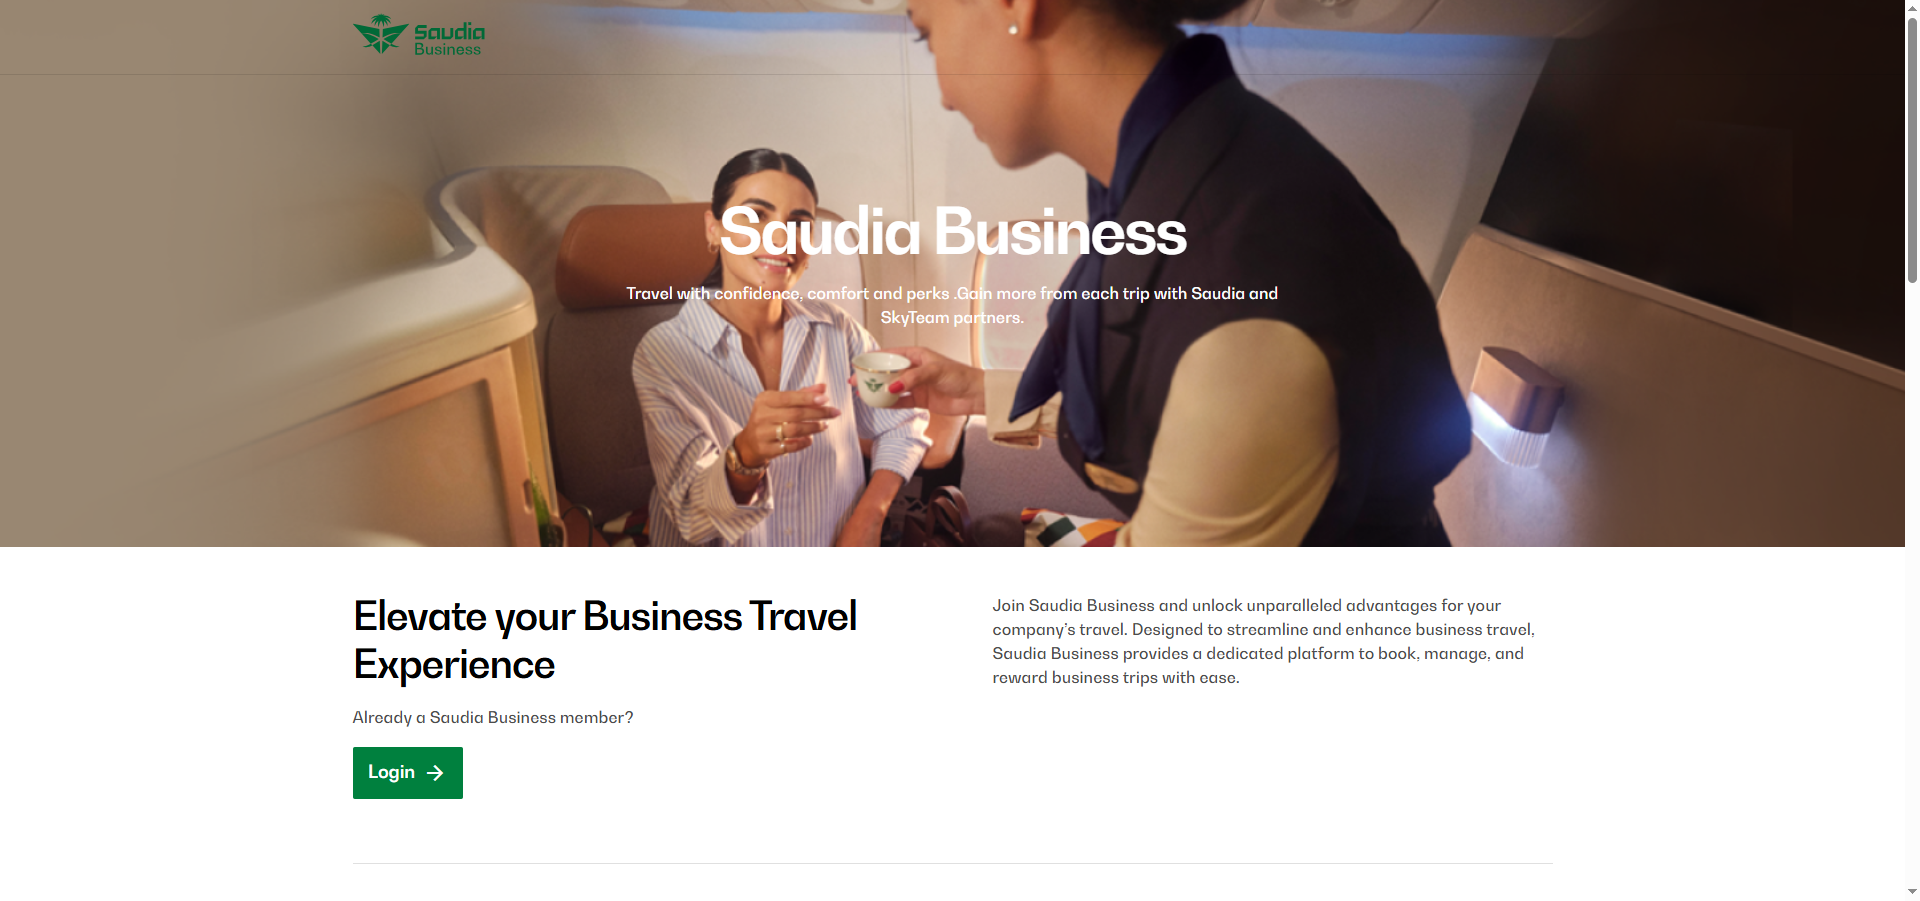 Saudia
Business
Saudia Business
Travel with confidence, comfort and perks .Gain more from each trip with Saudia and
SkyTeam partners.
Elevate your Business Travel
Experience
Already a Saudia Business member?
Login
Join Saudia Business and unlock unparalleled advantages for your
company’s travel. Designed to streamline and enhance business travel,
Saudia Business provides a dedicated platform to book, manage, and
reward business trips with ease.